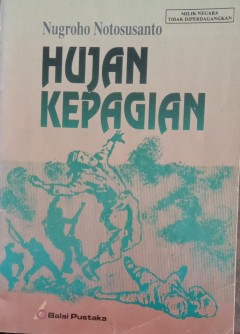 MILIK NEGARA
TIDAK DIPERDAGANGKAN
Nugroho Notosusanto
HUJAN
KEPAGIAN
Balai Pustaka